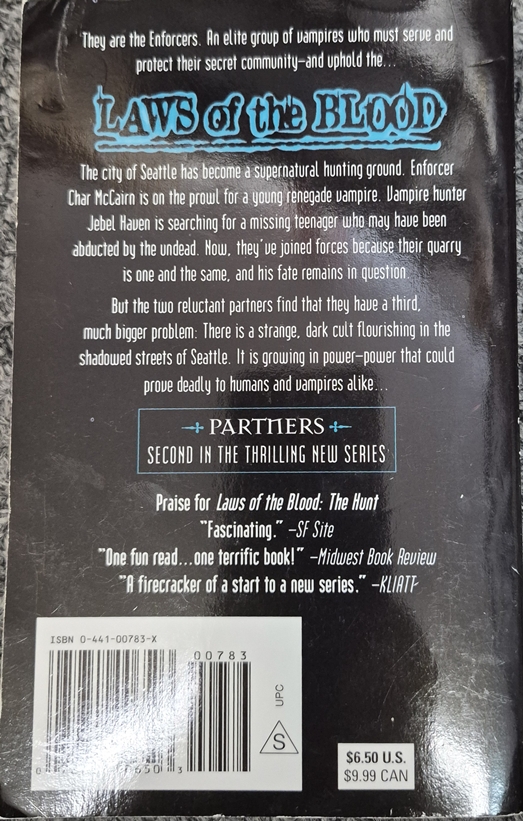 They are the Enforcers. An elite group of vampires who must serve and
protect their secret community–and uphold the...
LAWS of the BLOOD
The city of Seattle has become a supernatural hunting ground. Enforcer
Char McCairn is on the prowl for a young renegade vampire. Vampire hunter
Jebel Haven is searching for a missing teenager who may have been
abducted by the undead. Now, they've joined forces because their quarry
is one and the same, and his fate remains in question.
But the two reluctant partners find that they have a third,
much bigger problem: There is a strange, dark cult flourishing in the
shadowed streets of Seattle. It is growing in power–power that could
prove deadly to humans and vampires alike...
PARTNERS
SECOND IN THE THRILLING NEW SERIES
Praise for Laws of the Blood: The Hunt
"Fascinating." –SF Site
"One fun read...one terrific book!" –Midwest Book Review
"A firecracker of a start to a new series." –KLIATT
ISBN 0-441-00783-X
00783
UPC
S
0
3
$6.50 U.S.
$9.99 CAN